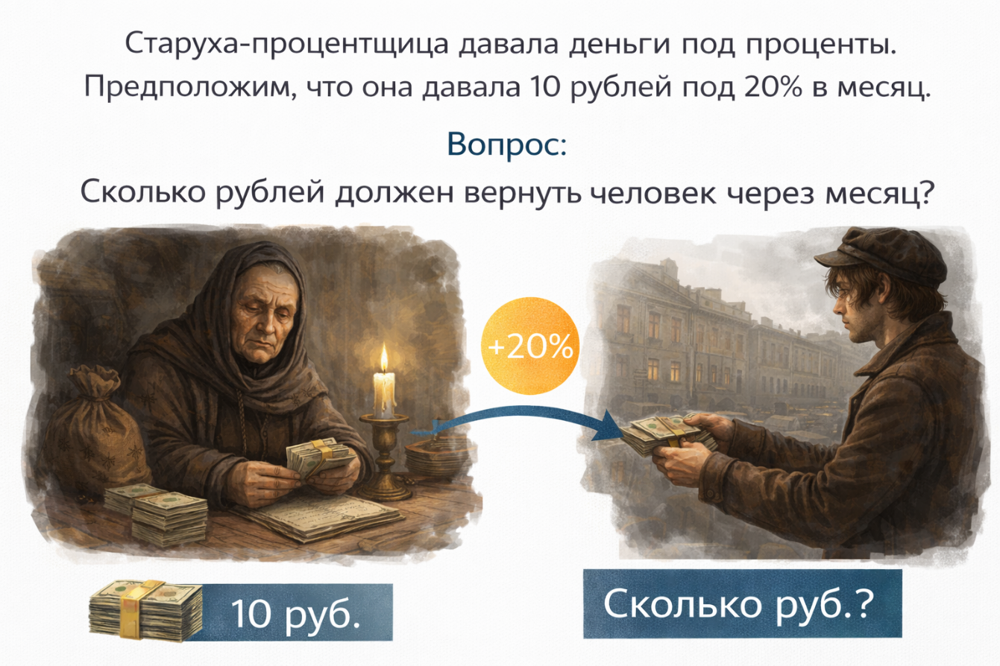 Старуха-процентщица давала деньги под проценты.
Предположим, что она давала 10 рублей под 20% в месяц.
Вопрос:
Сколько рублей должен вернуть человек через месяц?
+20%
10 руб.
Сколько руб.?